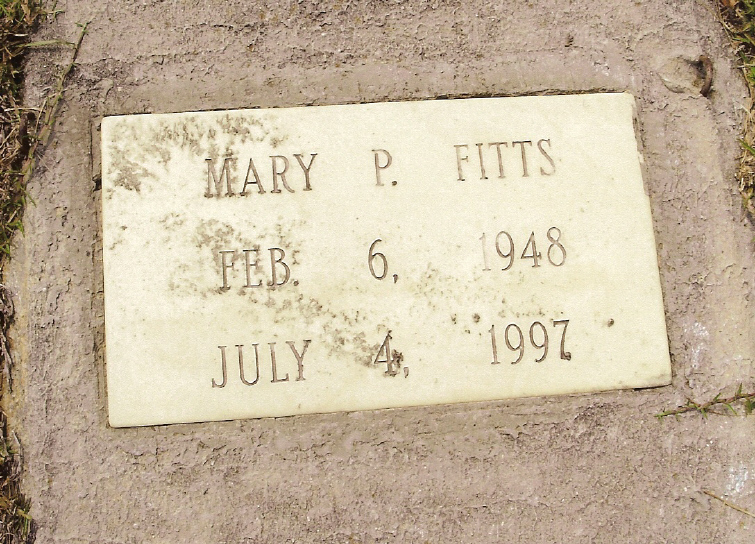 MARY P. FITTS
FEB. 6, 1948
JULY 4, 1997